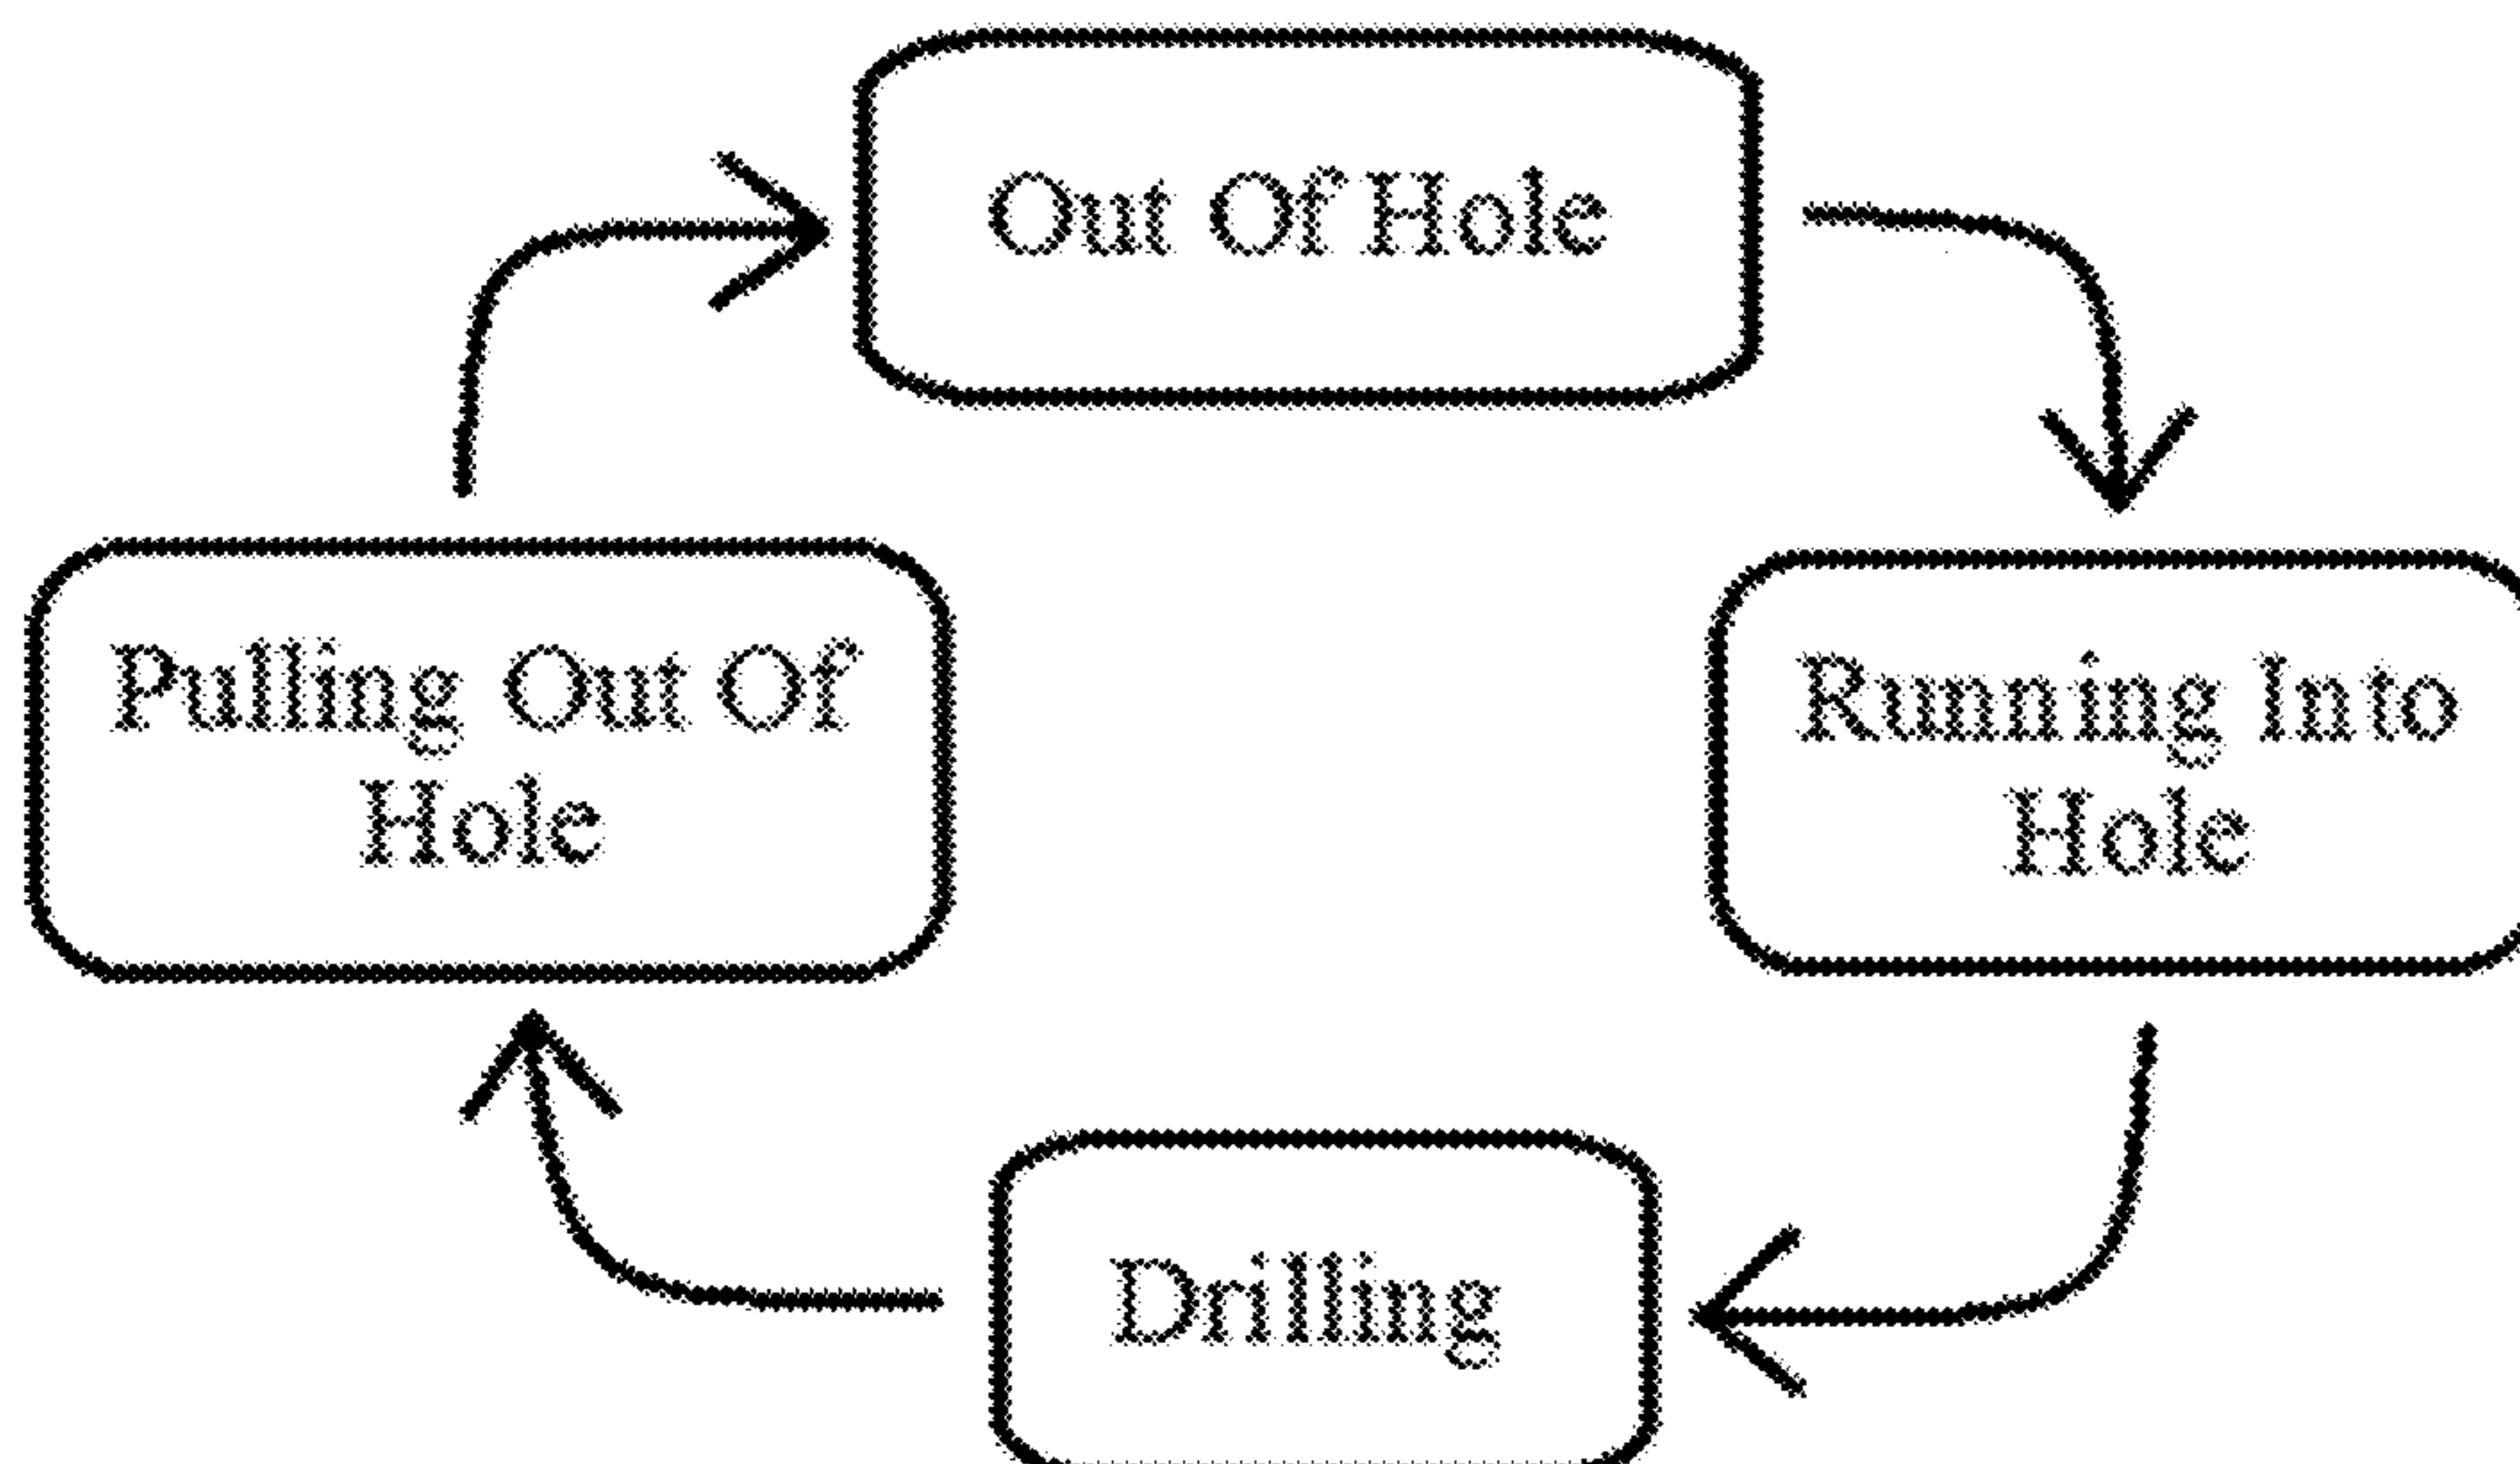 Out Of Hole
Pulling Out Of
Hole
Running Into
Hole
Drilling